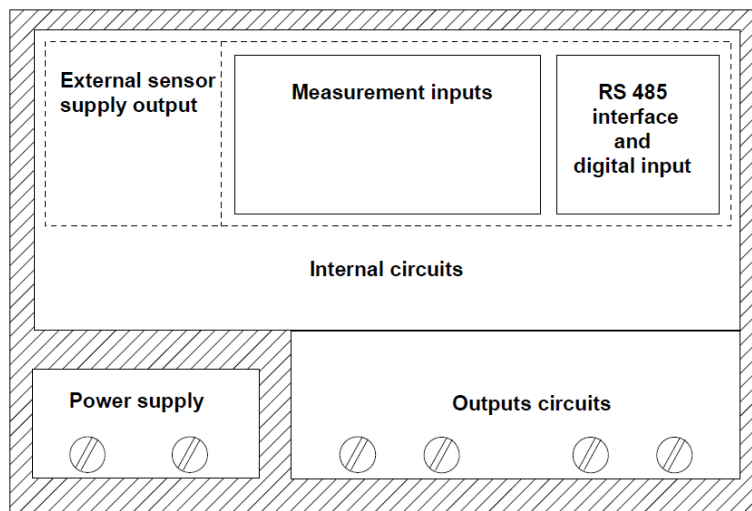 External sensor
supply output
Measurement inputs
RS 485
interface
and
digital input
Internal circuits
Power supply
Outputs circuits